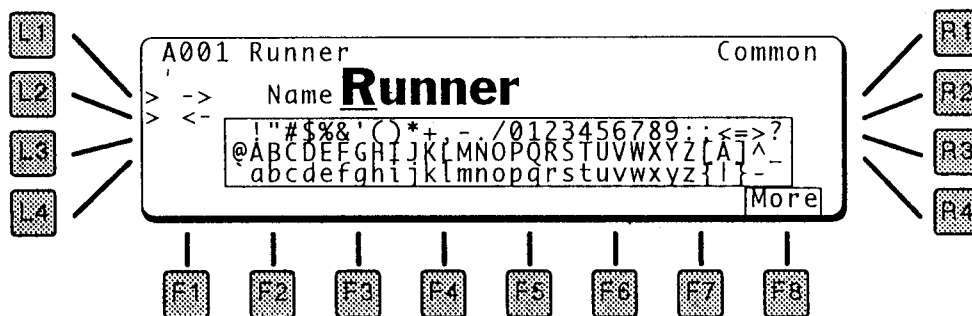 L1 R1
A001 Runner Common
L2 > -> Name Runner R2
> <-
!"#$%&'()*+,-./0123456789:;<=>?
L3 @ABCDEFGHIJKLMNOPQRSTUVWXYZ[Å]^_ R3
`abcdefghijklmnopqrstuvwxyz{|}-
L4 More R4
F1 F2 F3 F4 F5 F6 F7 F8